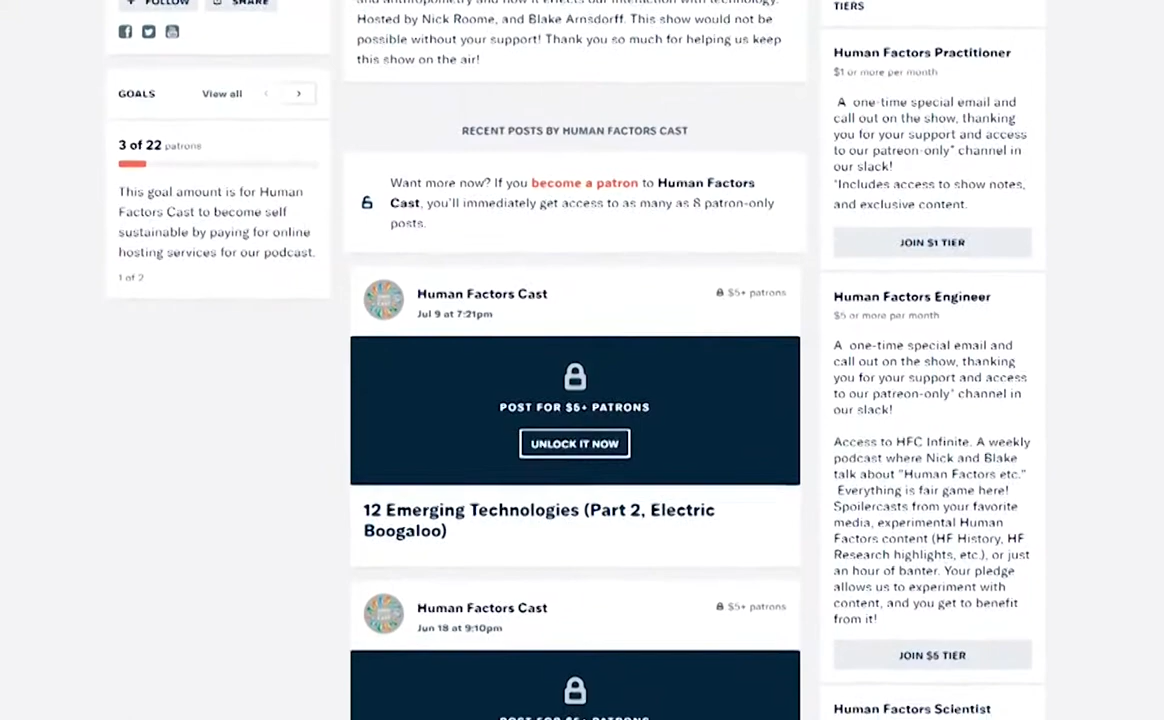 FOLLOW
SHARE
GOALS
View all
3 of 22 patrons
This goal amount is for Human
Factors Cast to become self
sustainable by paying for online
hosting services for our podcast.
1 of 2
and anthropometry and how it effects our interaction with technology.
Hosted by Nick Roome, and Blake Arnsdorff. This show would not be
possible without your support! Thank you so much for helping us keep
this show on the air!
RECENT POSTS BY HUMAN FACTORS CAST
Want more now? If you become a patron to Human Factors
Cast, you'll immediately get access to as many as 8 patron-only
posts.
Human Factors Cast
$5+ patrons
Jul 9 at 7:21pm
POST FOR $5+ PATRONS
UNLOCK IT NOW
12 Emerging Technologies (Part 2, Electric
Boogaloo)
Human Factors Cast
$5+ patrons
Jun 18 at 9:10pm
POST FOR $5+ PATRONS
TIERS
Human Factors Practitioner
$1 or more per month
A one-time special email and
call out on the show, thanking
you for your support and access
to our patreon-only* channel in
our slack!
*Includes access to show notes,
and exclusive content.
JOIN $1 TIER
Human Factors Engineer
$5 or more per month
A one-time special email and
call out on the show, thanking
you for your support and access
to our patreon-only* channel in
our slack!
Access to HFC Infinite. A weekly
podcast where Nick and Blake
talk about "Human Factors etc."
Everything is fair game here!
Spoilercasts from your favorite
media, experimental Human
Factors content (HF History, HF
Research highlights, etc.), or just
an hour of banter. Your pledge
allows us to experiment with
content, and you get to benefit
from it!
JOIN $5 TIER
Human Factors Scientist